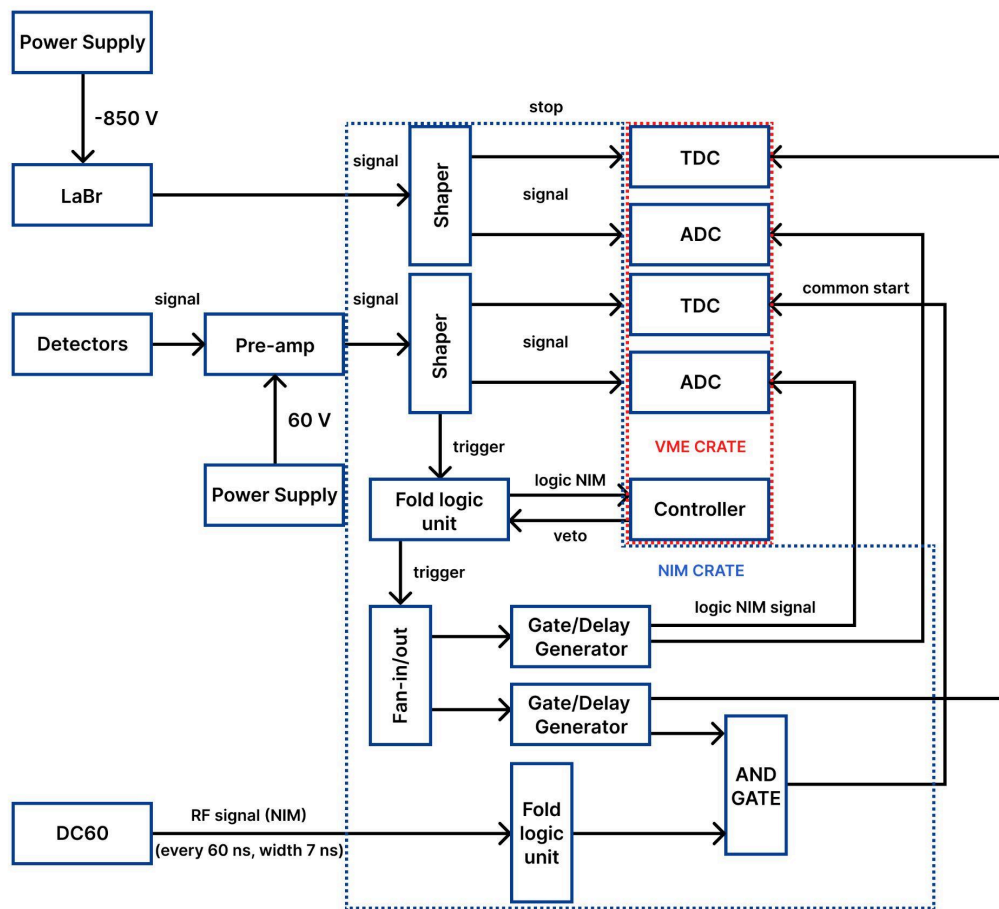 Power Supply
-850 V
stop
LaBr
signal
Shaper
signal
TDC
ADC
Detectors
signal
Pre-amp
signal
Shaper
signal
TDC
ADC
common start
60 V
Power Supply
trigger
VME CRATE
Fold logic
unit
logic NIM
veto
Controller
trigger
NIM CRATE
logic NIM signal
Fan-in/out
Gate/Delay
Generator
Gate/Delay
Generator
AND
GATE
DC60
RF signal (NIM)
(every 60 ns, width 7 ns)
Fold
logic
unit